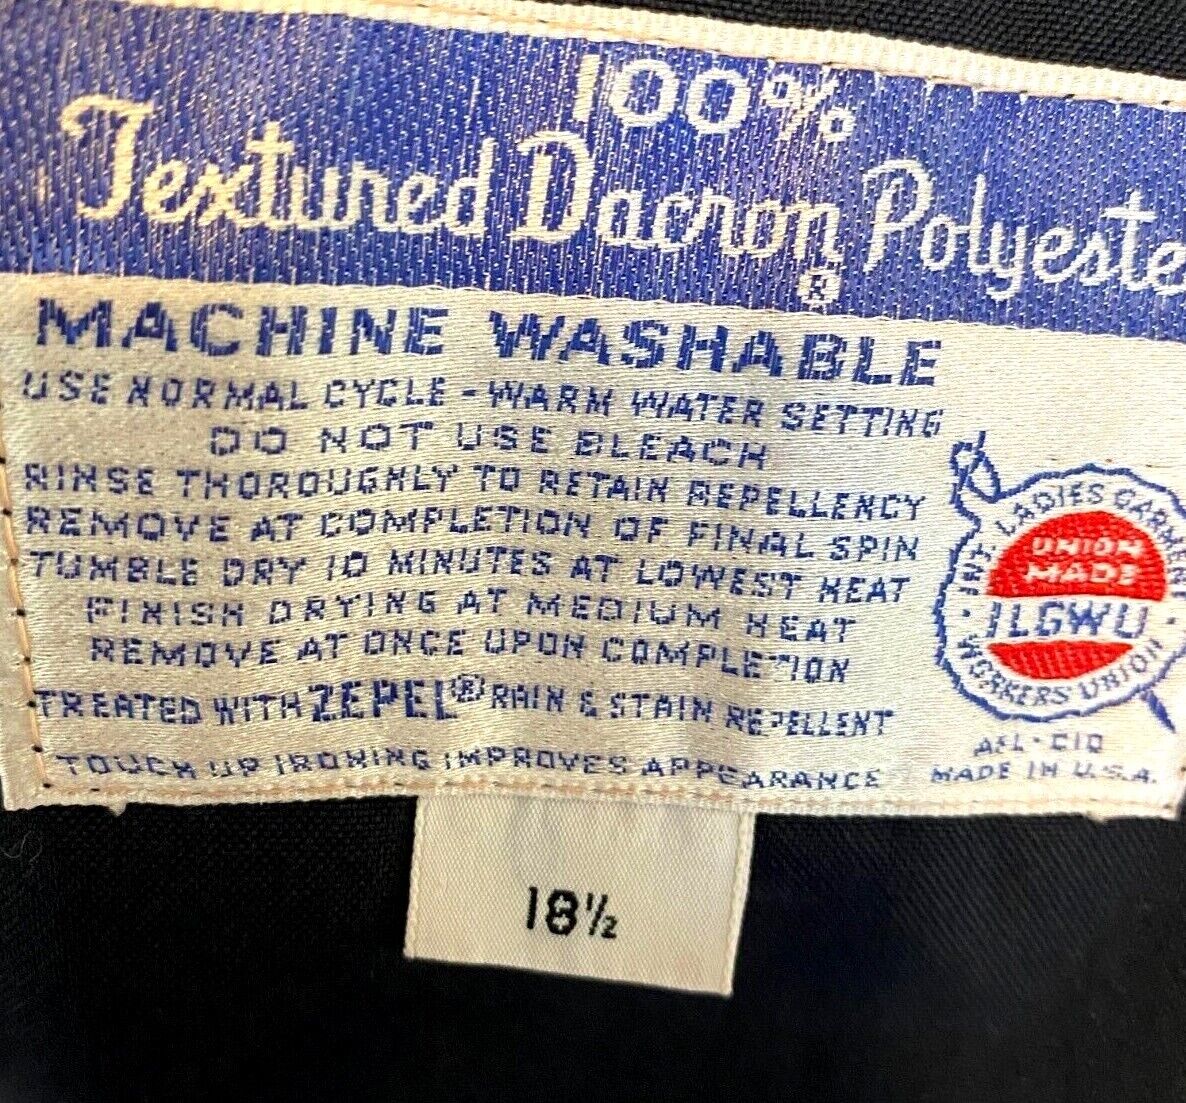 100%
Textured Dacron® Polyeste
MACHINE WASHABLE
USE NORMAL CYCLE - WARM WATER SETTING
DO NOT USE BLEACH
RINSE THOROUGHLY TO RETAIN REPELLENCY
REMOVE AT COMPLETION OF FINAL SPIN
TUMBLE DRY 10 MINUTES AT LOWEST HEAT
FINISH DRYING AT MEDIUM HEAT
REMOVE AT ONCE UPON COMPLETION
TREATED WITH ZEPEL® RAIN & STAIN REPELLENT
TOUCH UP IRONING IMPROVES APPEARANCE
INT. LADIES GARMENT
UNION
MADE
· ILGWU ·
WORKERS UNION
AFL-CIO
MADE IN U.S.A.
18½